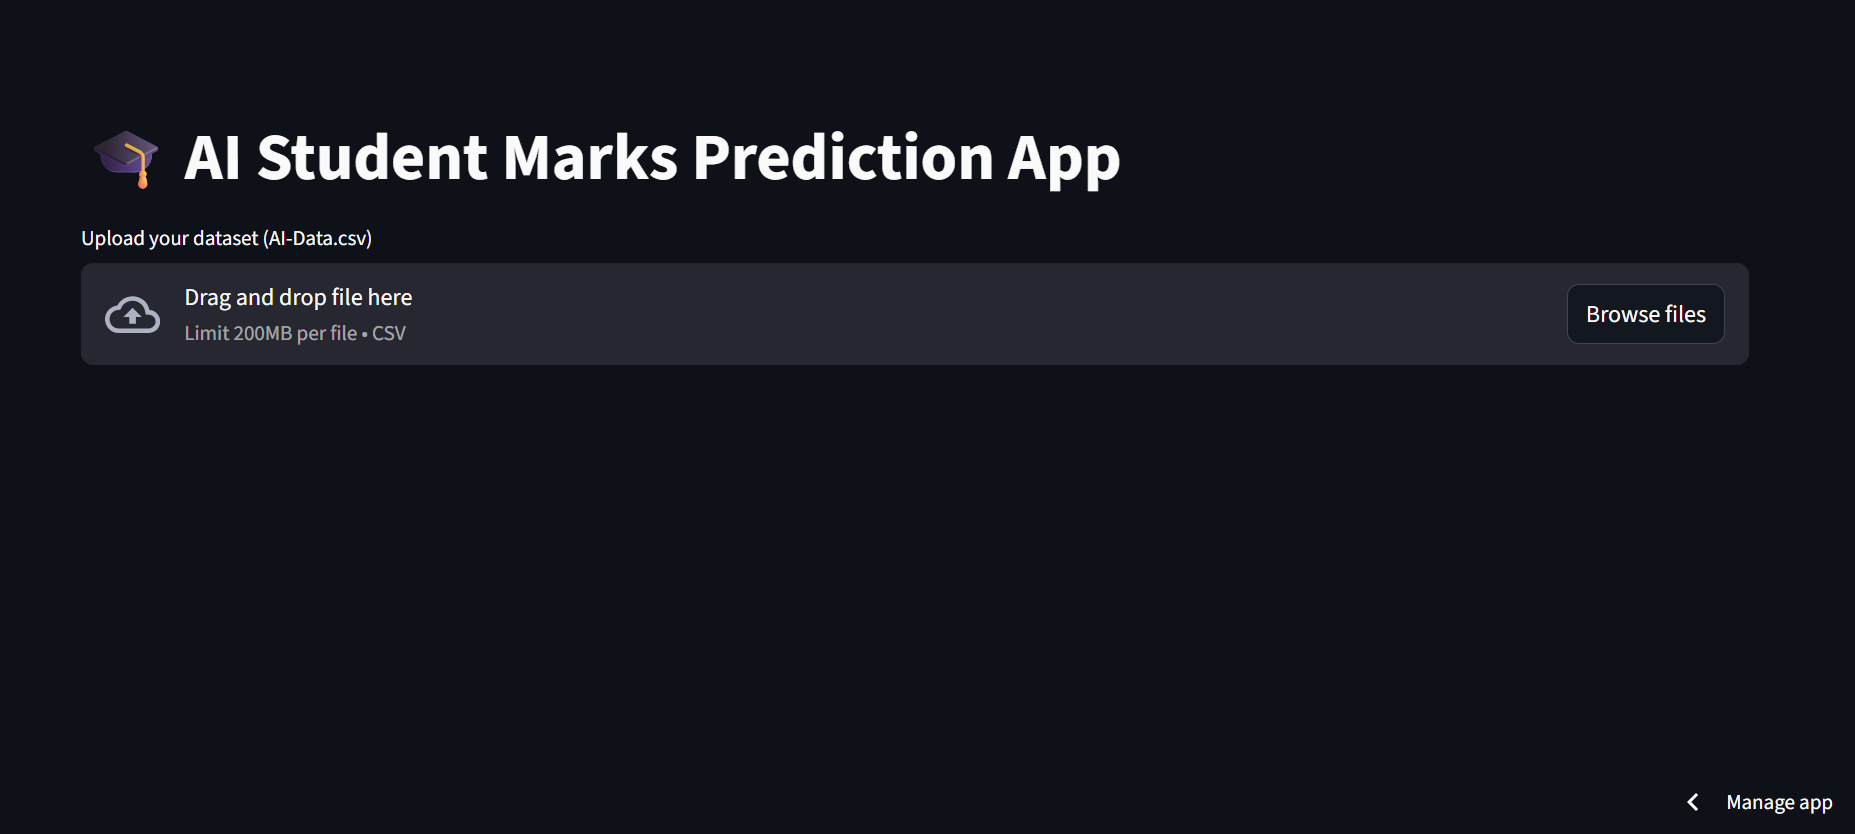 AI Student Marks Prediction App
Upload your dataset (AI-Data.csv)
Drag and drop file here
Limit 200MB per file • CSV
Browse files
Manage app